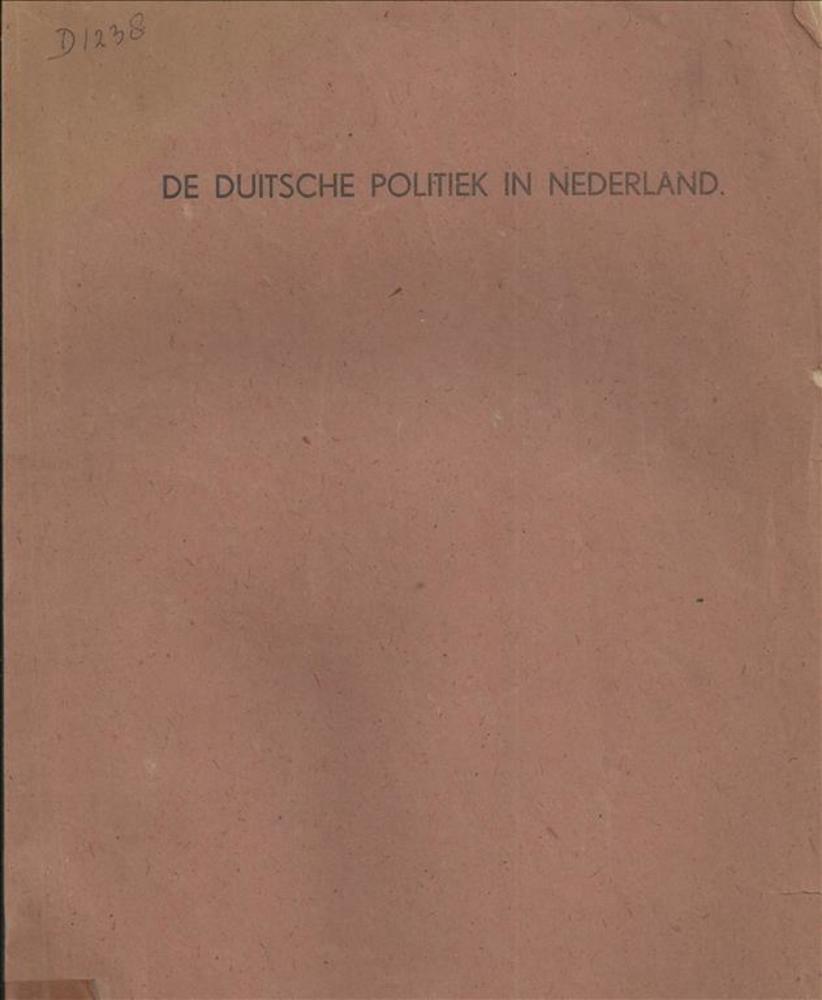 D1238
DE DUITSCHE POLITIEK IN NEDERLAND.